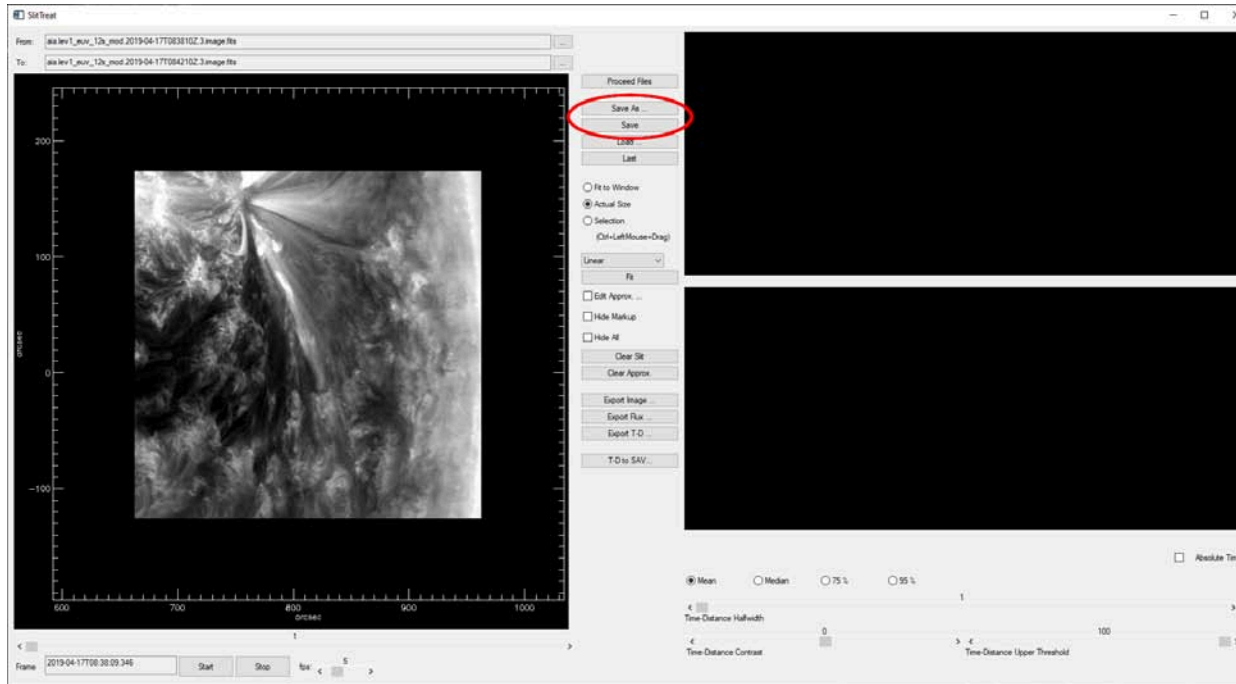 SlitTreat
From: aia.lev1_euv_12s_mod.2019-04-17T083810Z.3.image.fits ...
To: aia.lev1_euv_12s_mod.2019-04-17T084210Z.3.image.fits ...
Proceed Files
Save As ...
Save
Load ...
Last
Fit to Window
Actual Size
Selection
(Ctrl+LeftMouse+Drag)
Linear
Fit
Edit Approx. ...
Hide Markup
Hide All
Clear Slit
Clear Approx.
Export Image ...
Export Flux ...
Export T-D ...
T-D to SAV...
200
100
0
-100
arcsec
600 700 800 900 1000
arcsec
1
Frame 2019-04-17T08:38:09.346 Start Stop fps: 5
Absolute Tim
Mean Median 75 % 95 %
1
Time-Distance Halfwidth
0 100
Time-Distance Contrast Time-Distance Upper Threshold